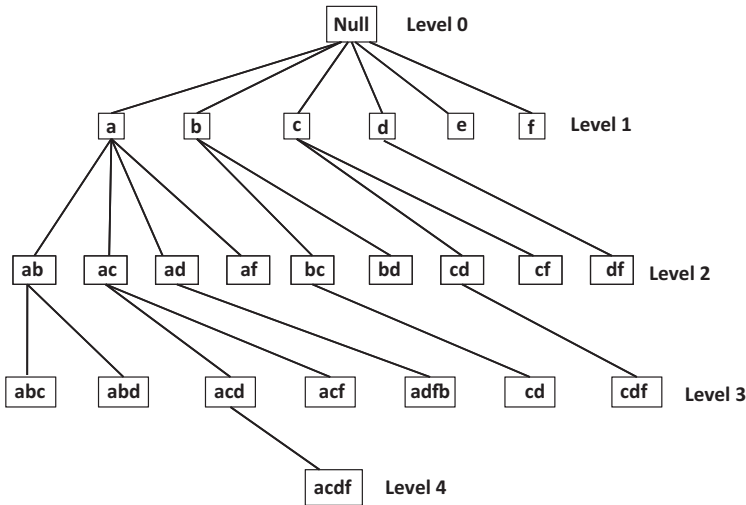 Null Level 0
a b c d e f Level 1
ab ac ad af bc bd cd cf df Level 2
abc abd acd acf adfb cd cdf Level 3
acdf Level 4